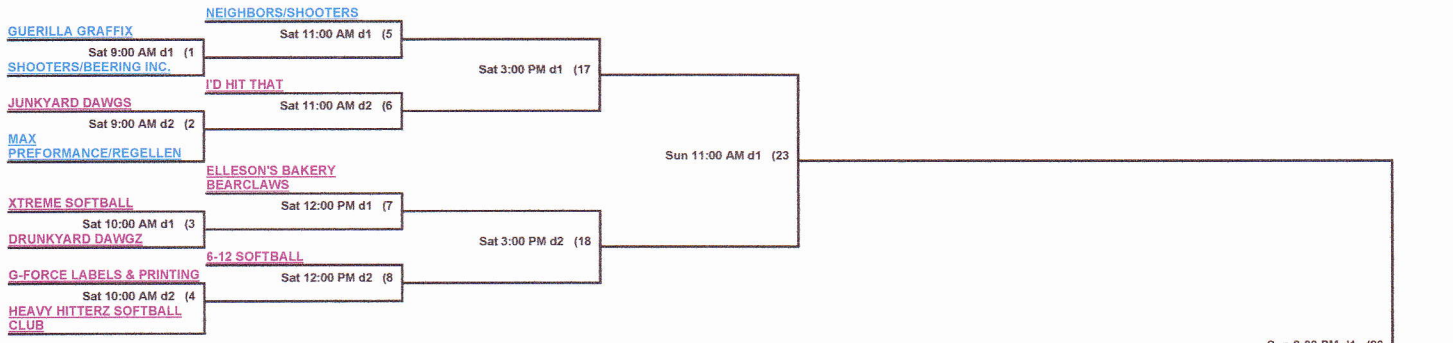 NEIGHBORS/SHOOTERS
GUERILLA GRAFFIX
Sat 11:00 AM d1 (5
Sat 9:00 AM d1 (1
SHOOTERS/BEERING INC.
Sat 3:00 PM d1 (17
I'D HIT THAT
JUNKYARD DAWGS
Sat 11:00 AM d2 (6
Sat 9:00 AM d2 (2
MAX
PREFORMANCE/REGELLEN
Sun 11:00 AM d1 (23
ELLESON'S BAKERY
BEARCLAWS
XTREME SOFTBALL
Sat 12:00 PM d1 (7
Sat 10:00 AM d1 (3
DRUNKYARD DAWGZ
Sat 3:00 PM d2 (18
6-12 SOFTBALL
G-FORCE LABELS & PRINTING
Sat 12:00 PM d2 (8
Sat 10:00 AM d2 (4
HEAVY HITTERZ SOFTBALL
CLUB